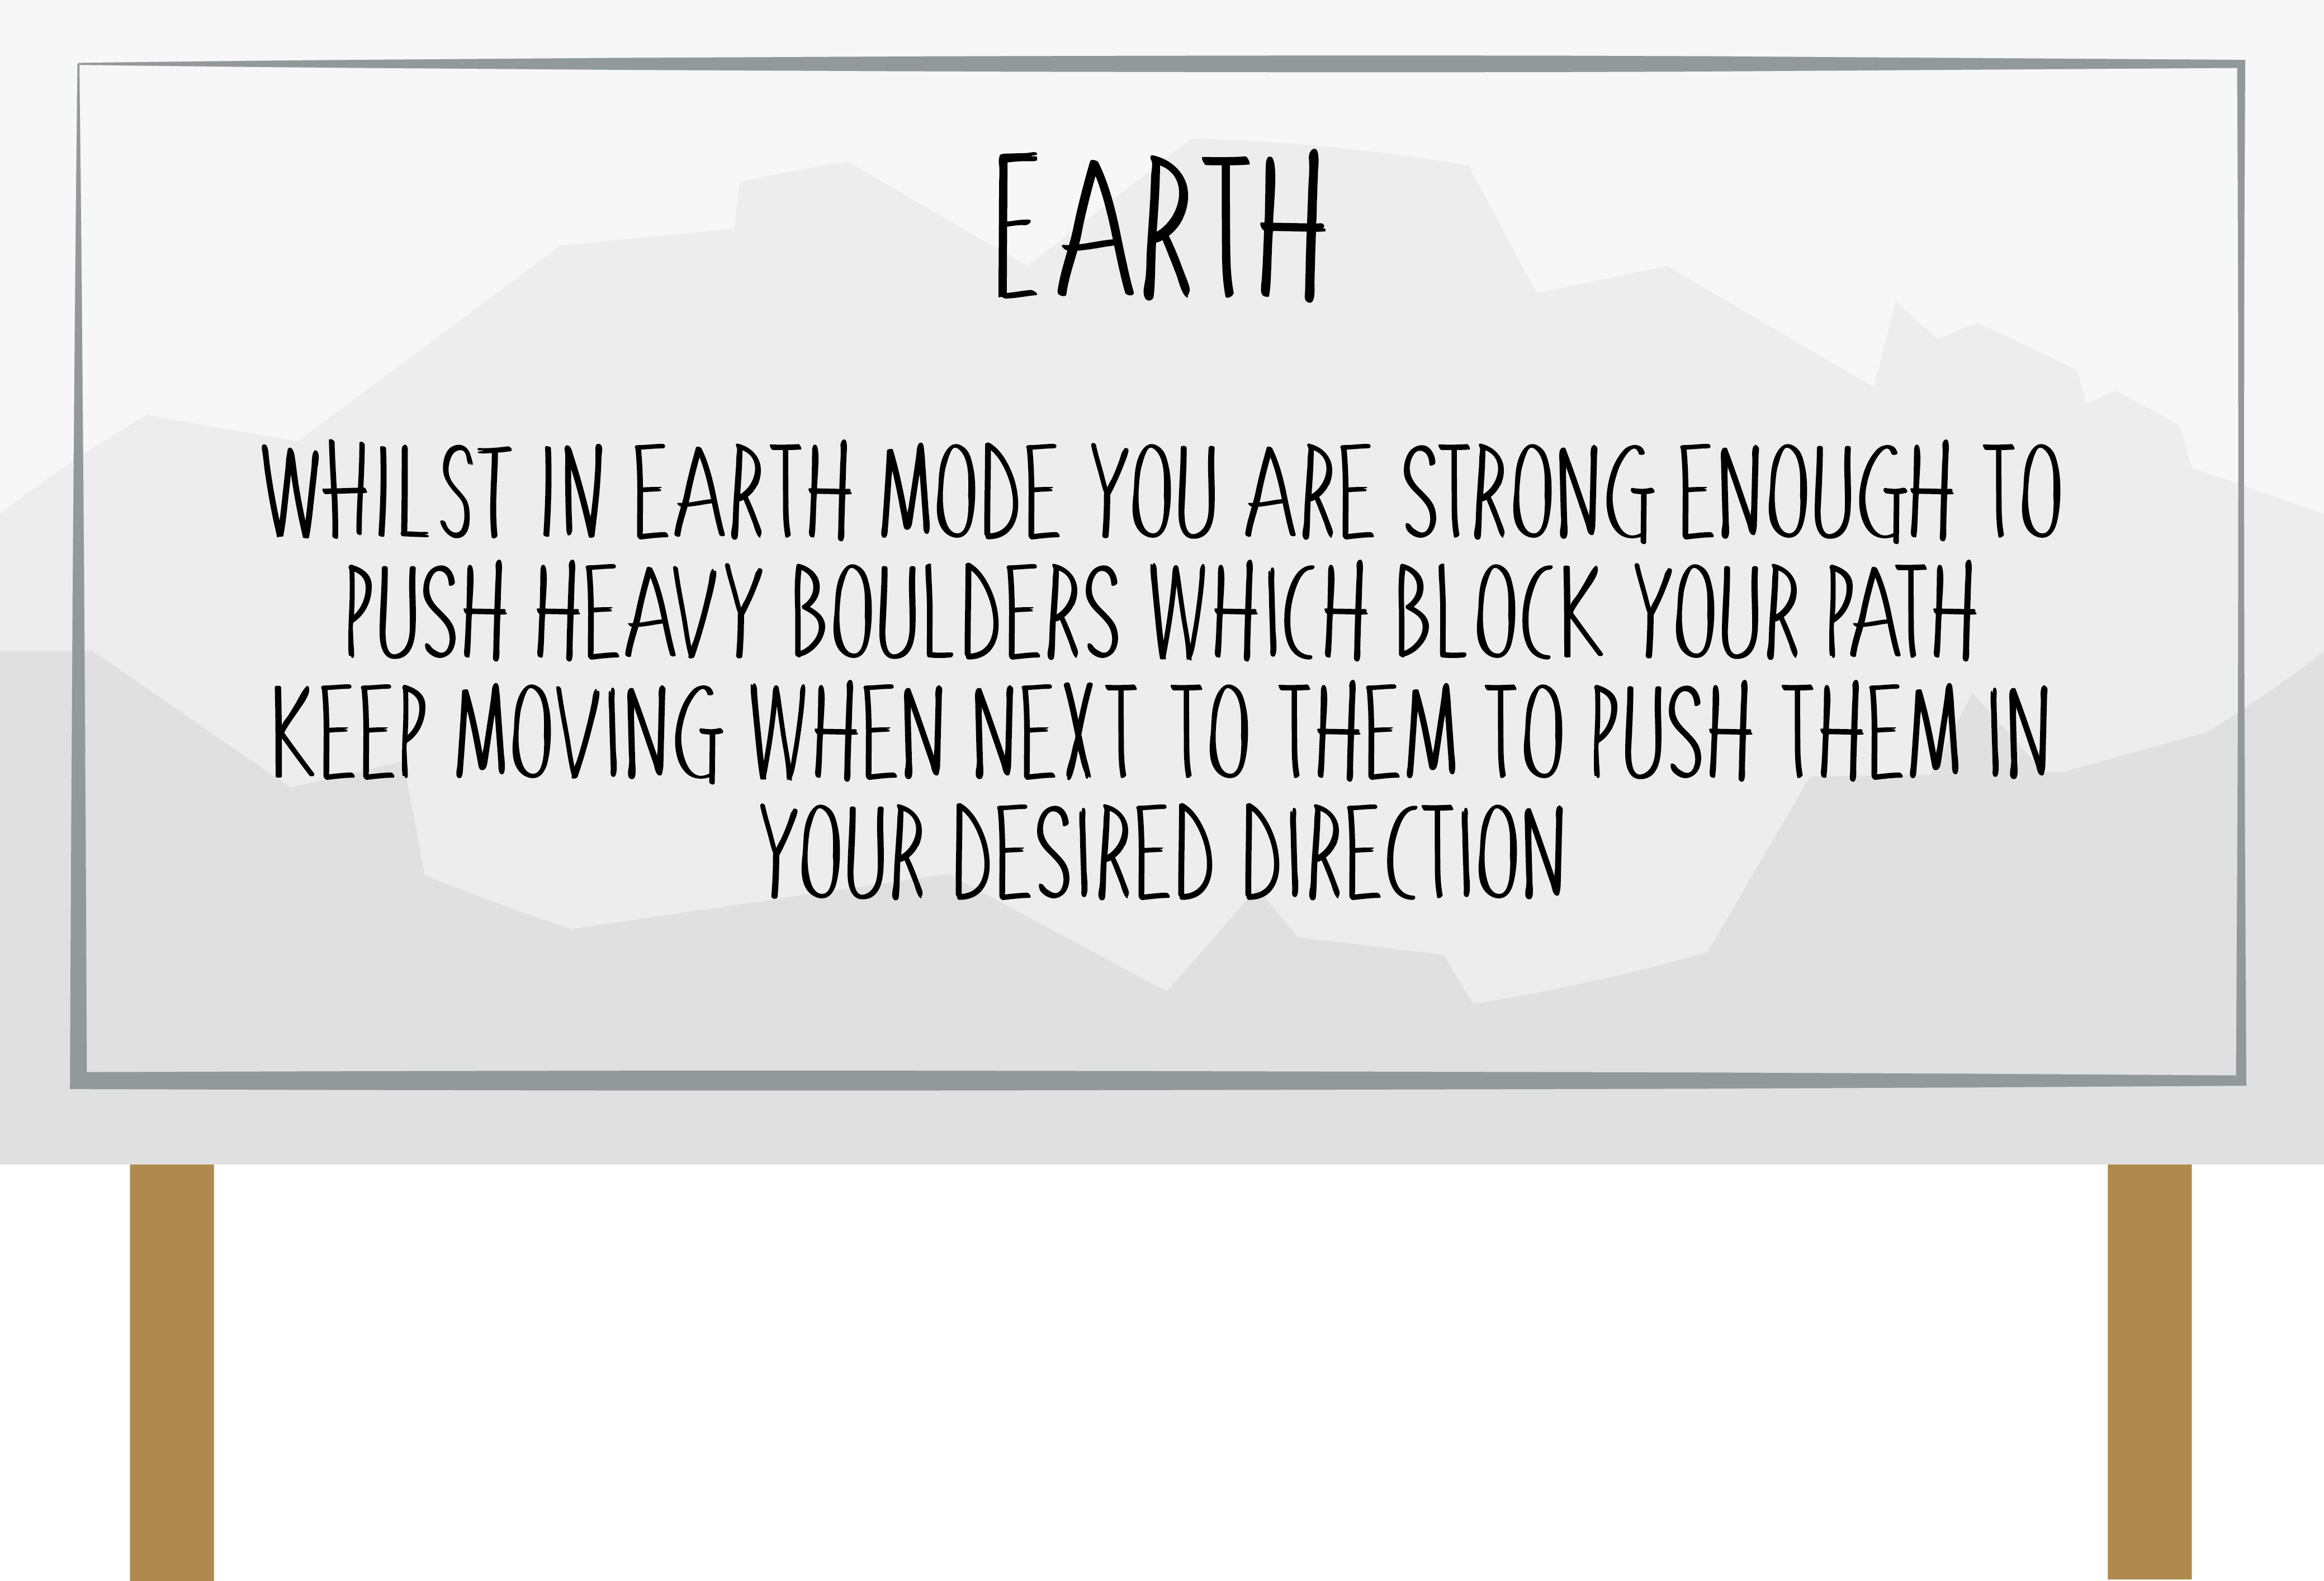 EARTH
WHILST IN EARTH MODE YOU ARE STRONG ENOUGH TO
PUSH HEAVY BOULDERS WHICH BLOCK YOUR PATH
KEEP MOVING WHEN NEXT TO THEM TO PUSH THEM IN
YOUR DESIRED DIRECTION